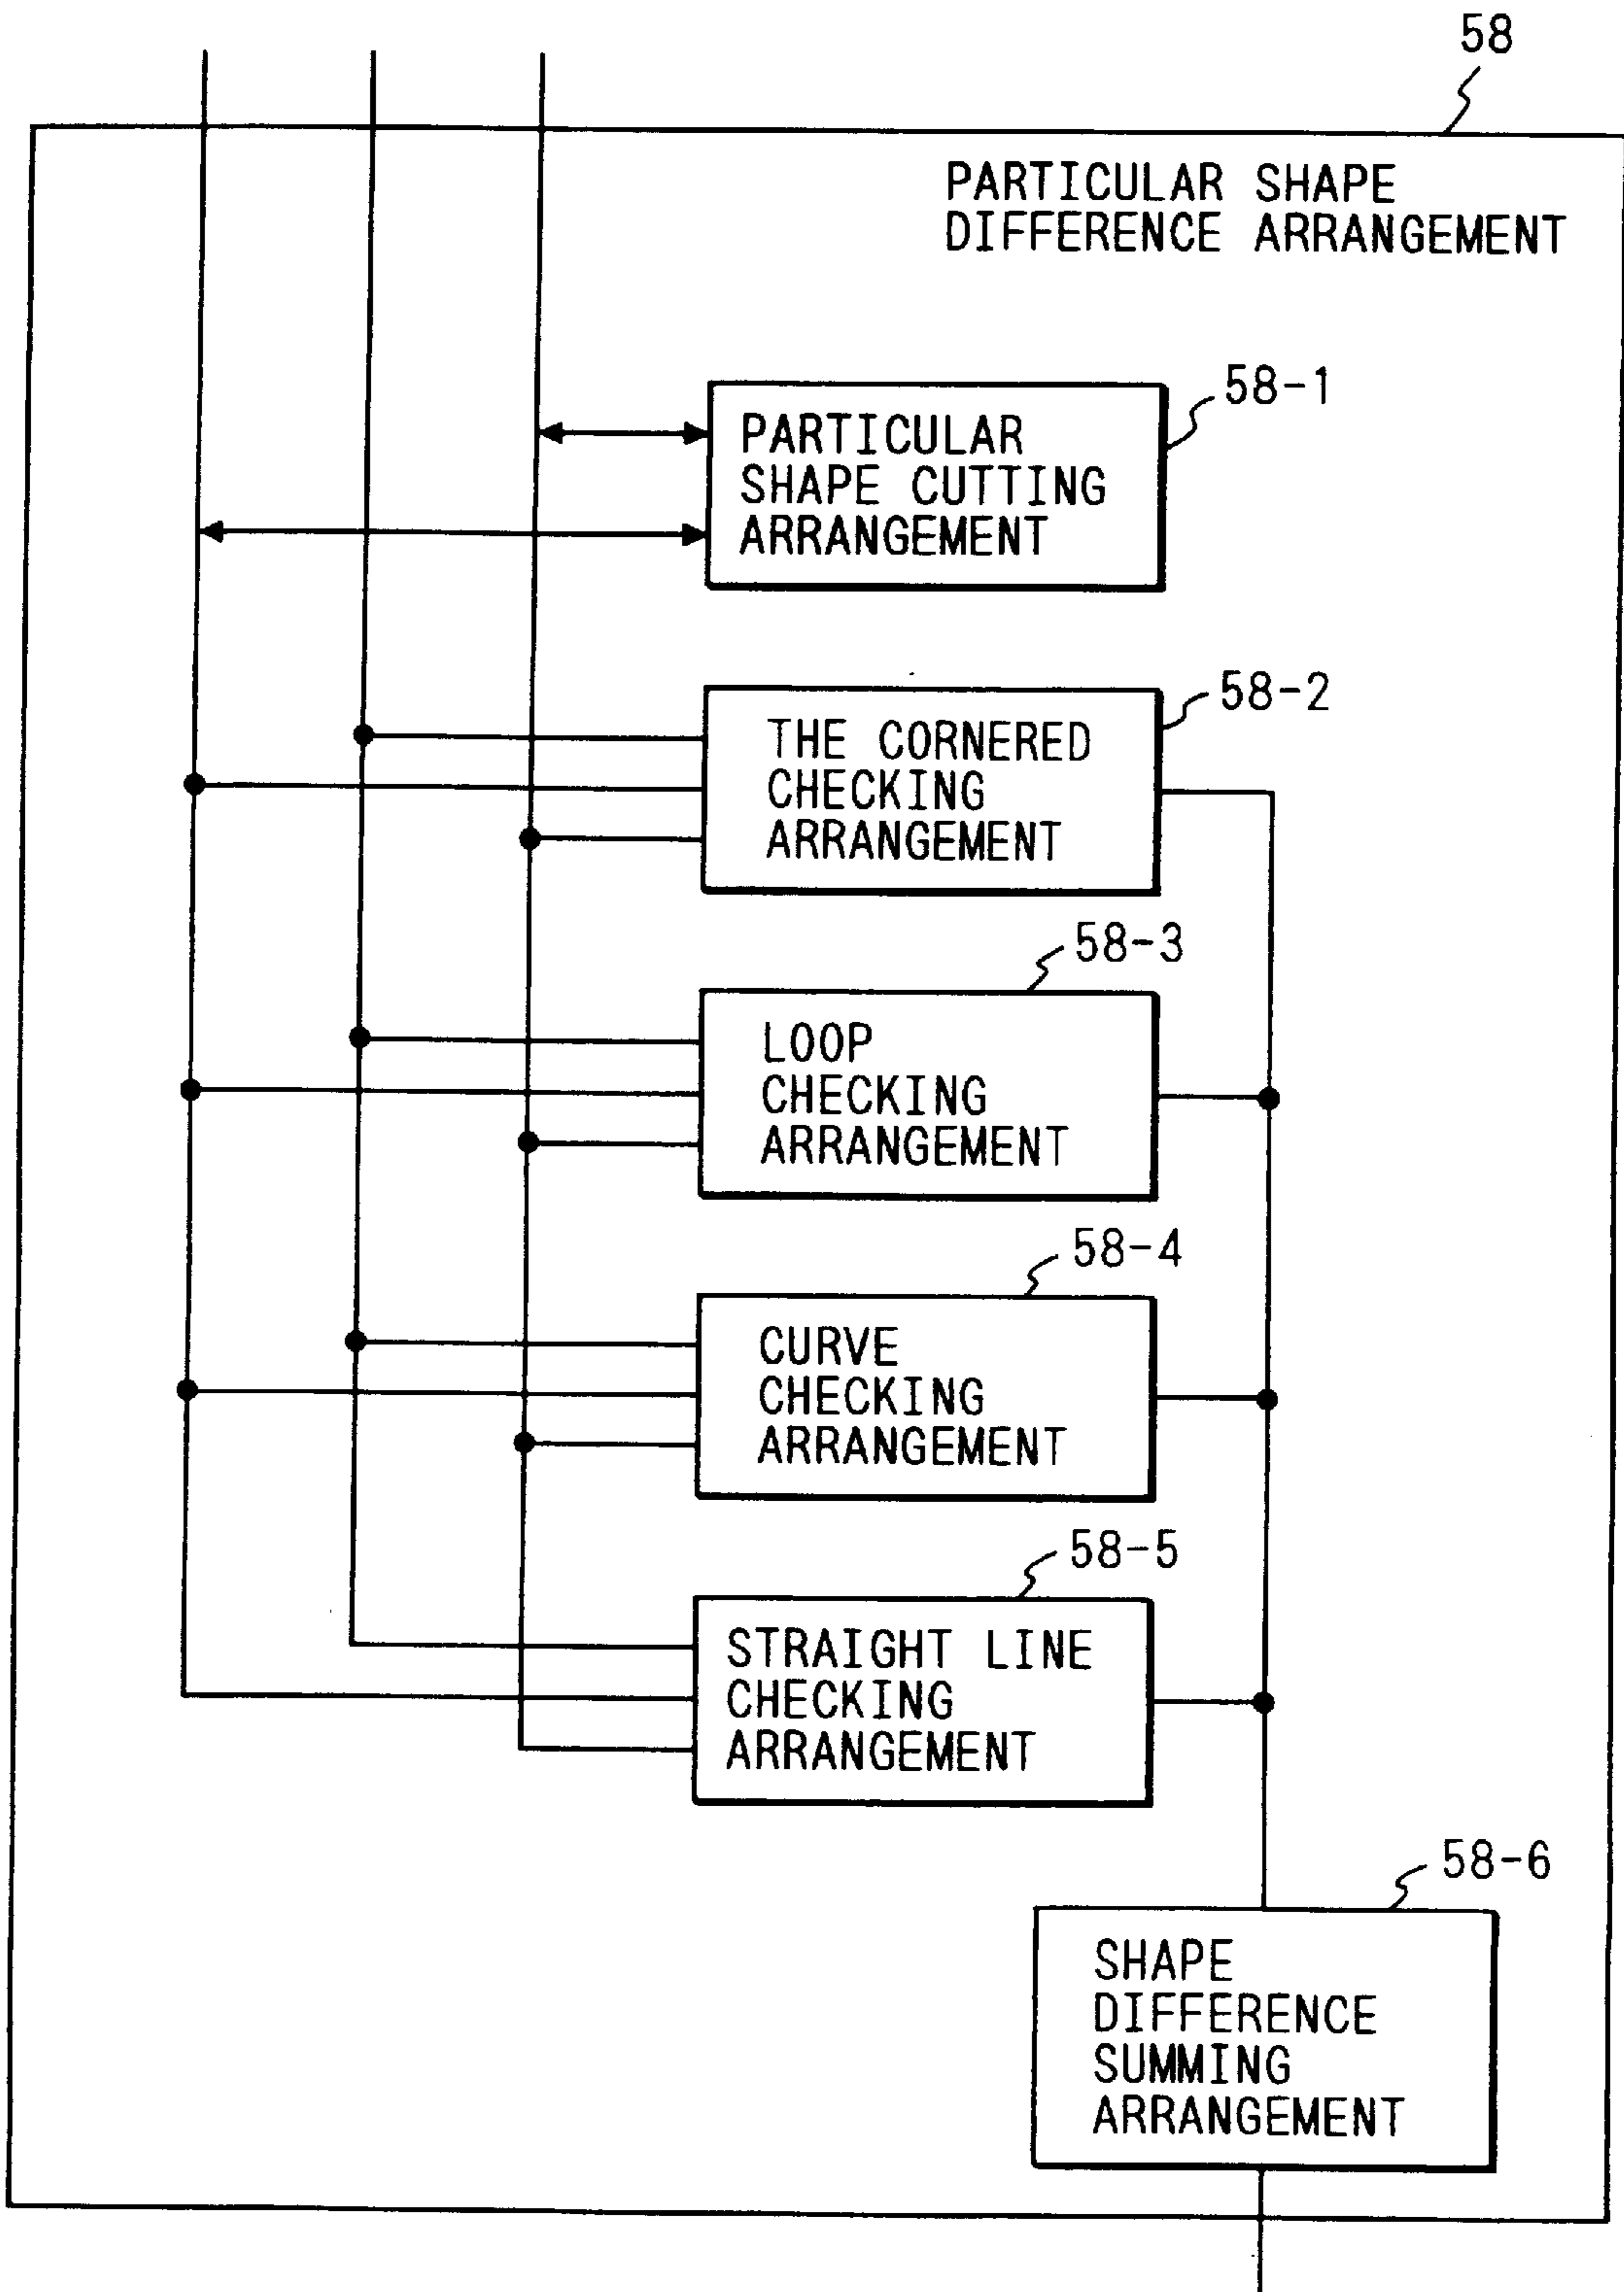 58
PARTICULAR SHAPE
DIFFERENCE ARRANGEMENT
58-1
PARTICULAR
SHAPE CUTTING
ARRANGEMENT
58-2
THE CORNERED
CHECKING
ARRANGEMENT
58-3
LOOP
CHECKING
ARRANGEMENT
58-4
CURVE
CHECKING
ARRANGEMENT
58-5
STRAIGHT LINE
CHECKING
ARRANGEMENT
58-6
SHAPE
DIFFERENCE
SUMMING
ARRANGEMENT